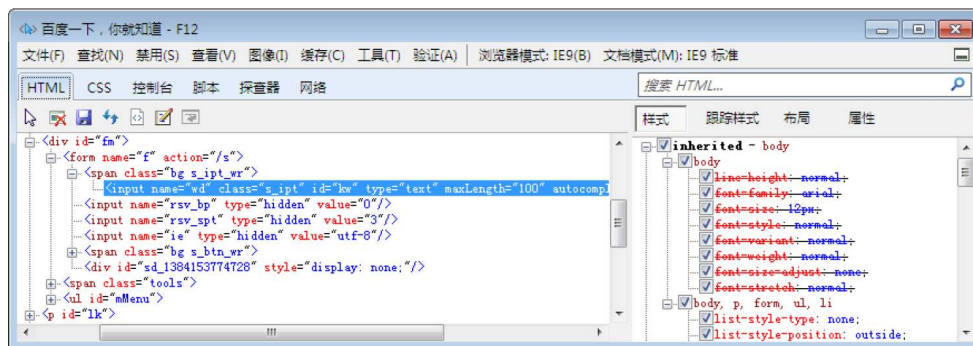 百度一下，你就知道 - F12
文件(F) 查找(N) 禁用(S) 查看(V) 图像(I) 缓存(C) 工具(T) 验证(A) 浏览器模式: IE9(B) 文档模式(M): IE9 标准
HTML CSS 控制台 脚本 探查器 网络
搜索 HTML...
样式 跟踪样式 布局 属性
<div id="fm">
<form name="f" action="/s">
<span class="bg s_ipt_wr">
<input name="wd" class="s_ipt" id="kw" type="text" maxLength="100" autocompl
<input name="rsv_bp" type="hidden" value="0"/>
<input name="rsv_spt" type="hidden" value="3"/>
<input name="ie" type="hidden" value="utf-8"/>
<span class="bg s_btn_wr">
<div id="sd_1384153774728" style="display: none;"/>
<span class="tools">
<ul id="mMenu">
<p id="lk">
inherited - body
body
line-height: normal;
font-family: arial;
font-size: 12px;
font-style: normal;
font-variant: normal;
font-weight: normal;
font-size-adjust: none;
font-stretch: normal;
body, p, form, ul, li
list-style-type: none;
list-style-position: outside;